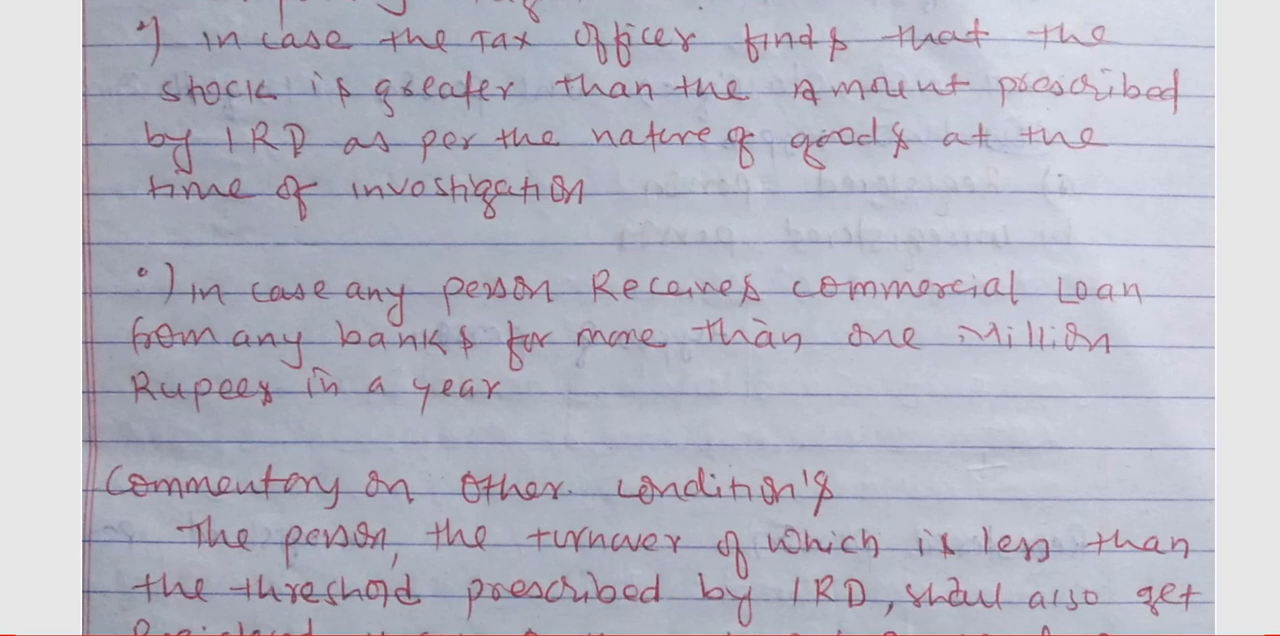 °) in case the Tax Officer finds that the
stock is greater than the Amount prescribed
by IRD as per the nature of goods at the
time of investigation
°) in case any person Receives commercial Loan
from any banks for more than one Million
Rupees in a year
Commentary on Other Condition's
The person, the turnover of which is less than
the threshold prescribed by IRD, shall also get